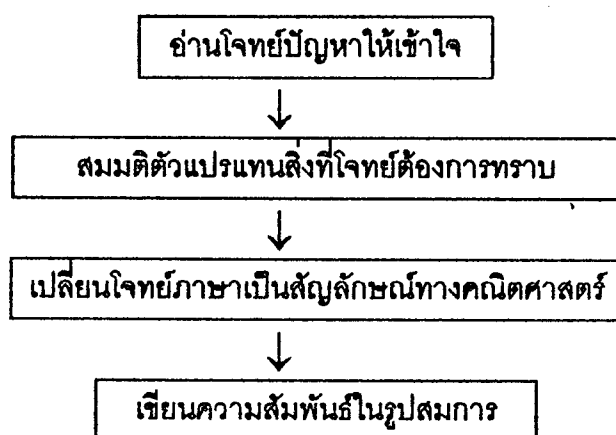 อ่านโจทย์ปัญหาให้เข้าใจ
สมมติตัวแปรแทนสิ่งที่โจทย์ต้องการทราบ
เปลี่ยนโจทย์ภาษาเป็นสัญลักษณ์ทางคณิตศาสตร์
เขียนความสัมพันธ์ในรูปสมการ